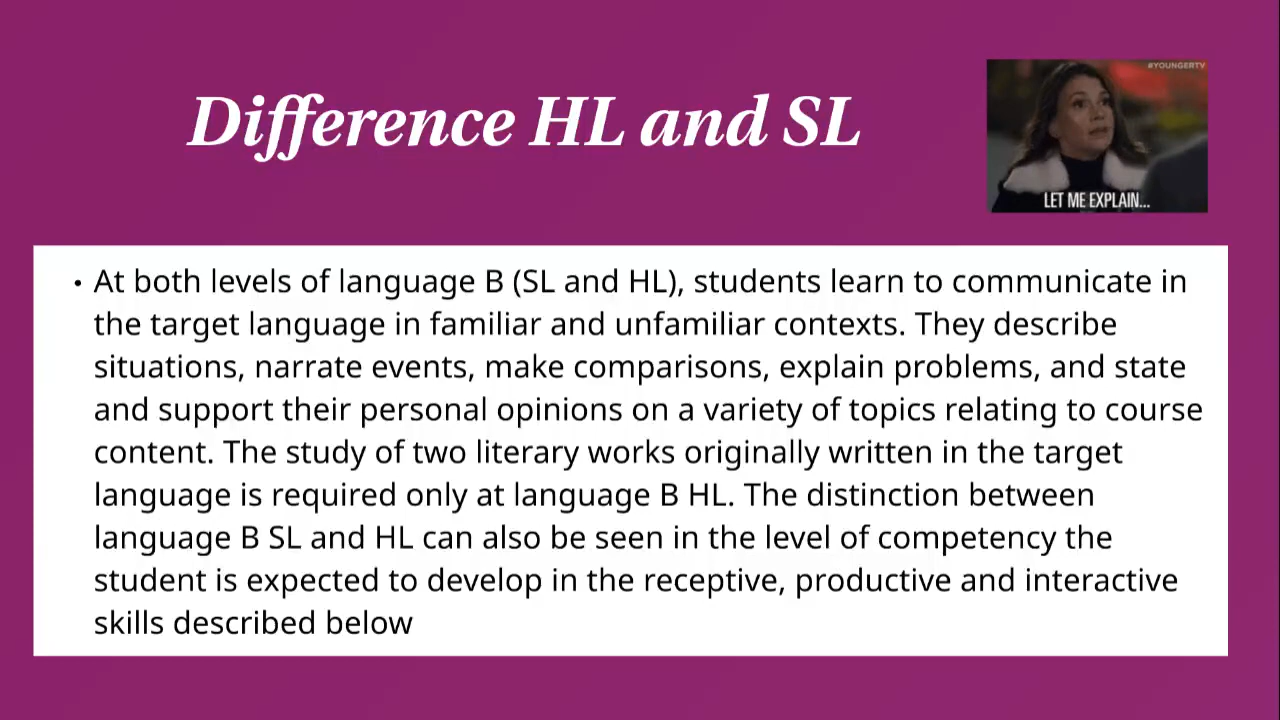 Difference HL and SL
#YOUNGERTV
LET ME EXPLAIN...
• At both levels of language B (SL and HL), students learn to communicate in
the target language in familiar and unfamiliar contexts. They describe
situations, narrate events, make comparisons, explain problems, and state
and support their personal opinions on a variety of topics relating to course
content. The study of two literary works originally written in the target
language is required only at language B HL. The distinction between
language B SL and HL can also be seen in the level of competency the
student is expected to develop in the receptive, productive and interactive
skills described below